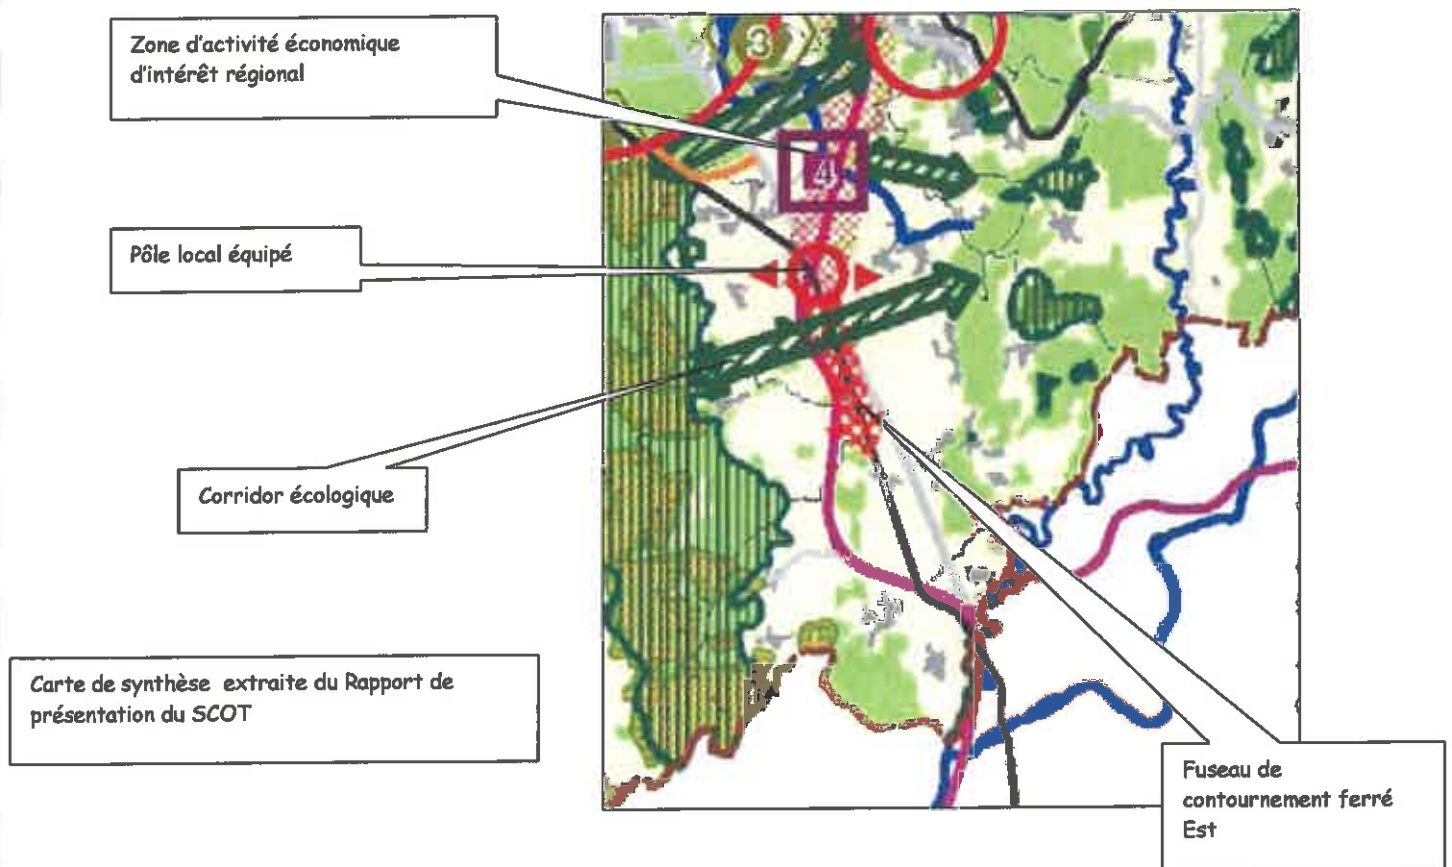 Zone d'activité économique
d'intérêt régional
3
4
Pôle local équipé
Corridor écologique
Carte de synthèse extraite du Rapport de
présentation du SCOT
Fuseau de
contournement ferré
Est